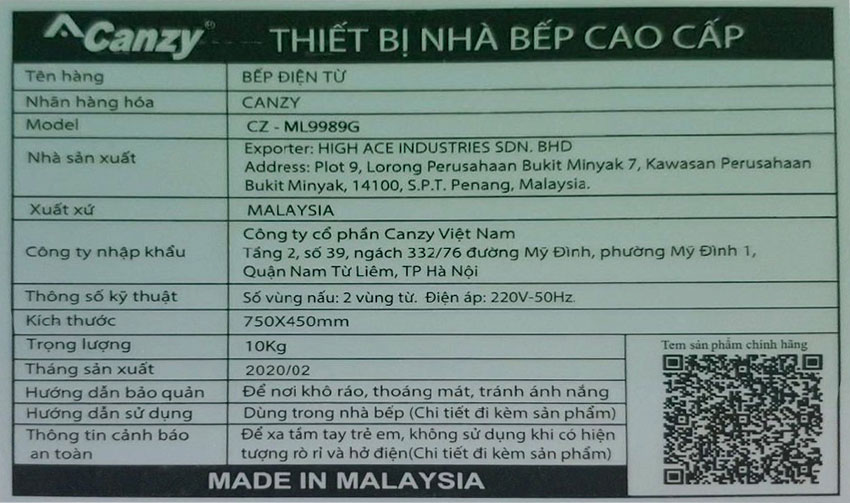 Canzy® THIẾT BỊ NHÀ BẾP CAO CẤP
Tên hàng BẾP ĐIỆN TỪ
Nhãn hàng hóa CANZY
Model CZ - ML9989G
Nhà sản xuất Exporter: HIGH ACE INDUSTRIES SDN. BHD
Address: Plot 9, Lorong Perusahaan Bukit Minyak 7, Kawasan Perusahaan
Bukit Minyak, 14100, S.P.T. Penang, Malaysia.
Xuất xứ MALAYSIA
Công ty nhập khẩu Công ty cổ phần Canzy Việt Nam
Tầng 2, số 39, ngách 332/76 đường Mỹ Đình, phường Mỹ Đình 1,
Quận Nam Từ Liêm, TP Hà Nội
Thông số kỹ thuật Số vùng nấu: 2 vùng từ. Điện áp: 220V-50Hz.
Kích thước 750X450mm
Trọng lượng 10Kg
Tháng sản xuất 2020/02
Hướng dẫn bảo quản Để nơi khô ráo, thoáng mát, tránh ánh nắng
Hướng dẫn sử dụng Dùng trong nhà bếp (Chi tiết đi kèm sản phẩm)
Thông tin cảnh báo an toàn Để xa tầm tay trẻ em, không sử dụng khi có hiện
tượng rò rỉ và hở điện(Chi tiết đi kèm sản phẩm)
Tem sản phẩm chính hãng
MADE IN MALAYSIA